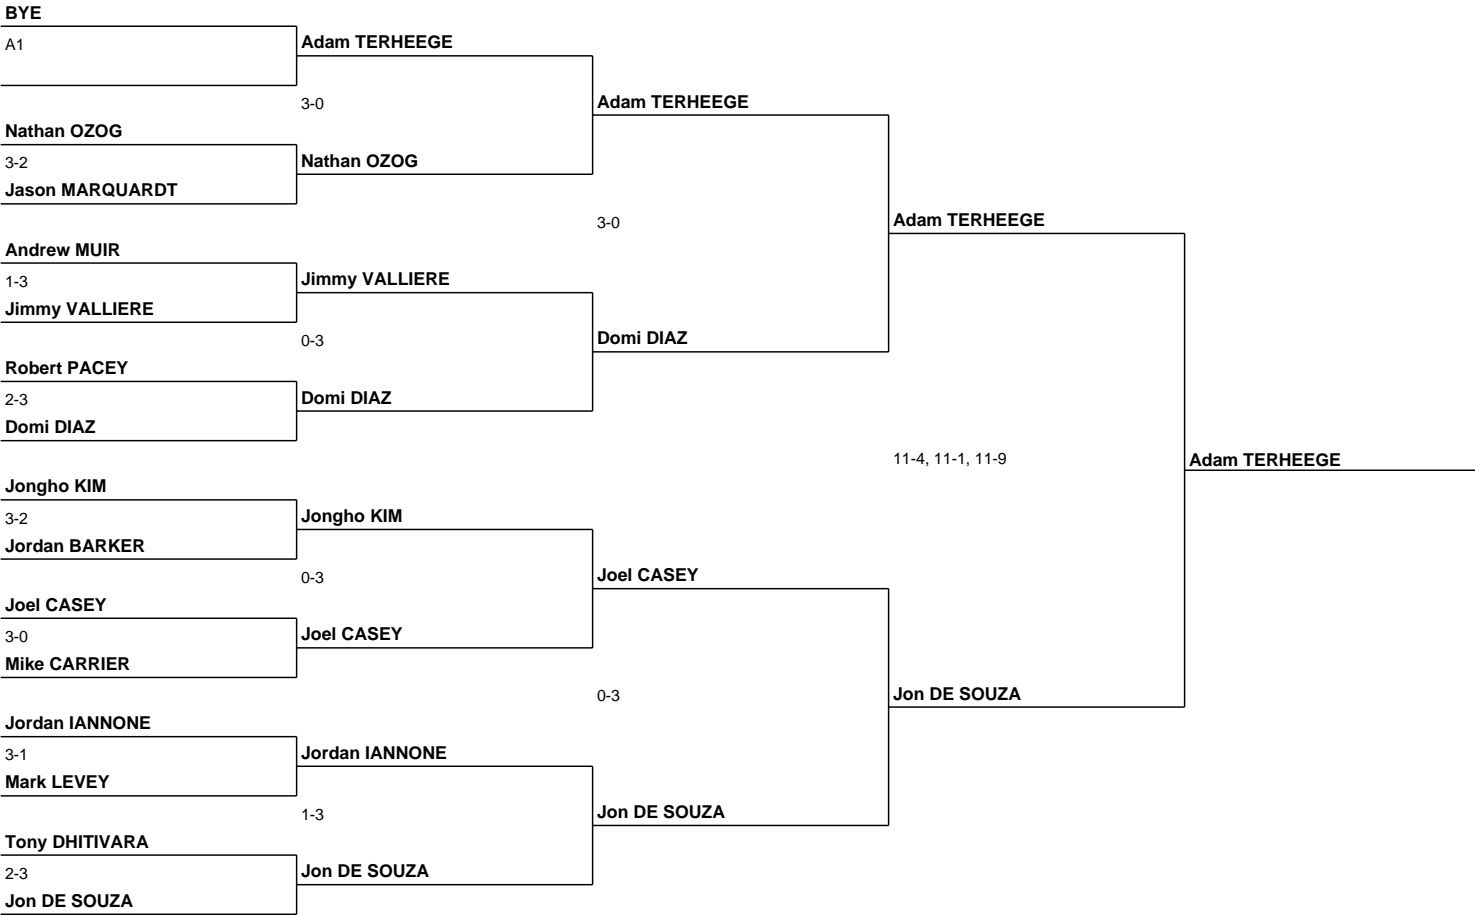 BYE
A1
Adam TERHEEGE
3-0
Adam TERHEEGE
Nathan OZOG
3-2
Nathan OZOG
Jason MARQUARDT
3-0
Adam TERHEEGE
Andrew MUIR
1-3
Jimmy VALLIERE
Jimmy VALLIERE
0-3
Domi DIAZ
Robert PACEY
2-3
Domi DIAZ
Domi DIAZ
11-4, 11-1, 11-9
Adam TERHEEGE
Jongho KIM
3-2
Jongho KIM
Jordan BARKER
0-3
Joel CASEY
Joel CASEY
3-0
Joel CASEY
Mike CARRIER
0-3
Jon DE SOUZA
Jordan IANNONE
3-1
Jordan IANNONE
Mark LEVEY
1-3
Jon DE SOUZA
Tony DHITIVARA
2-3
Jon DE SOUZA
Jon DE SOUZA